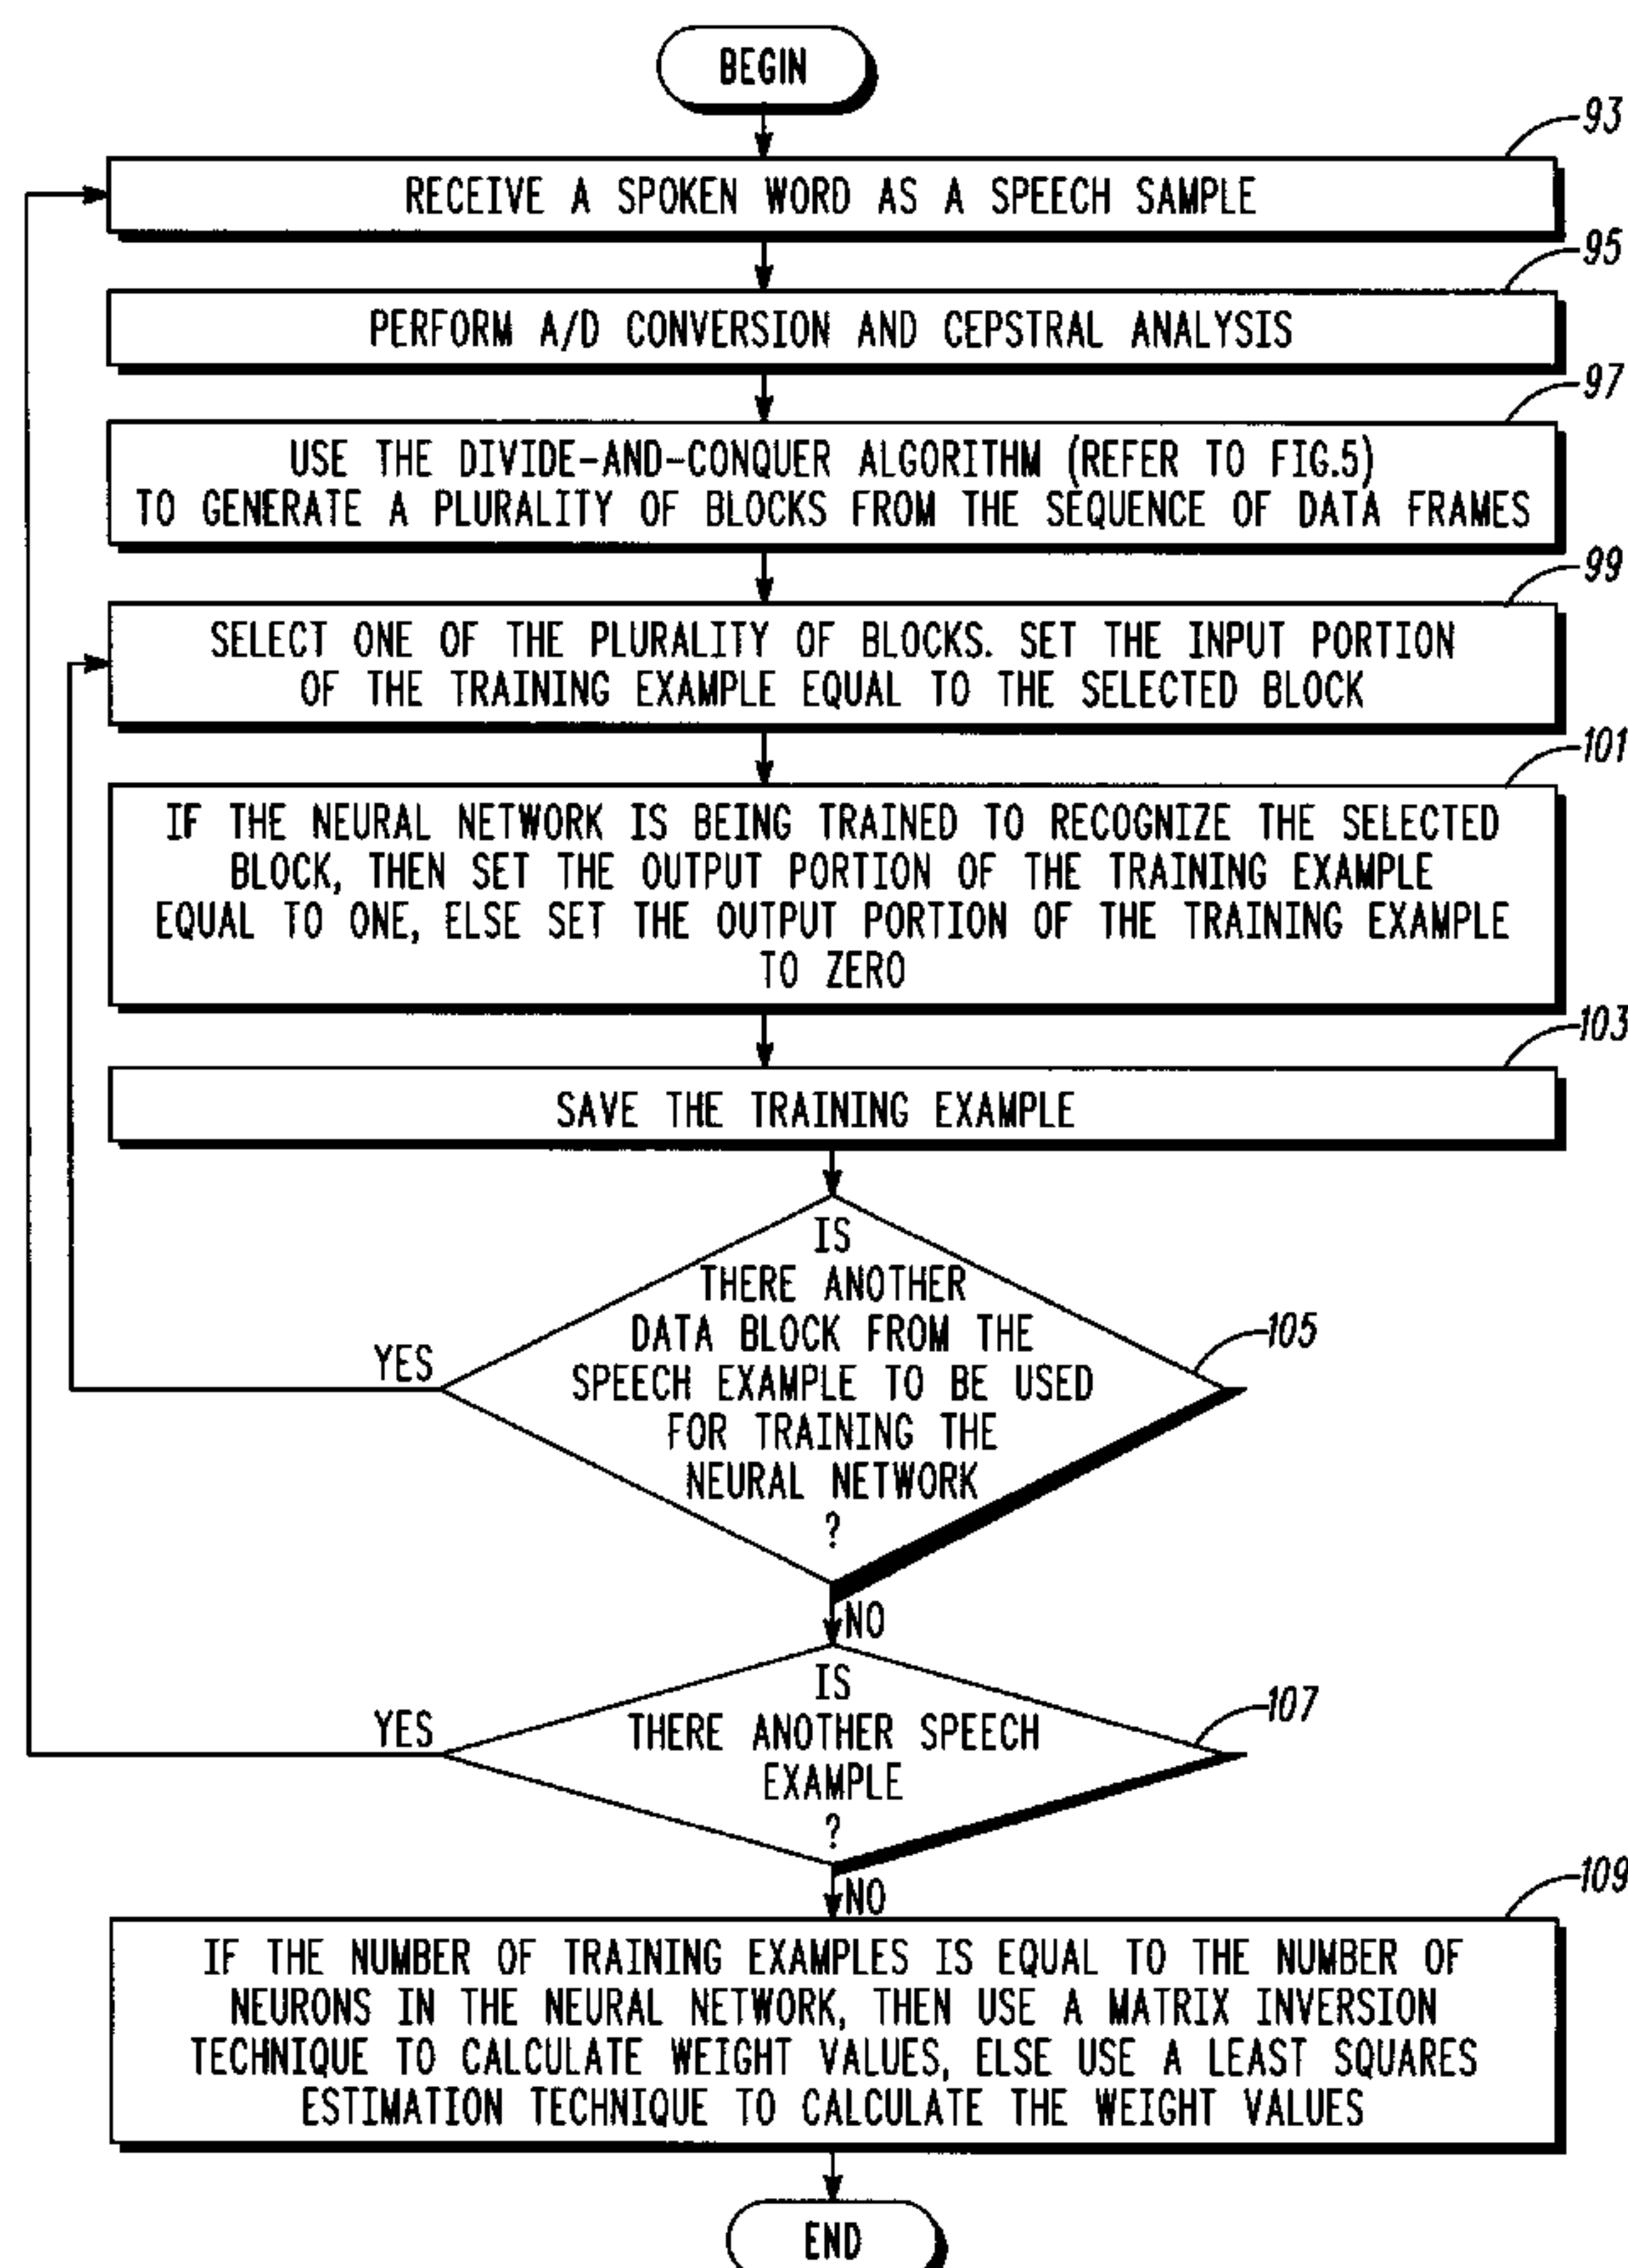 BEGIN
93
RECEIVE A SPOKEN WORD AS A SPEECH SAMPLE
95
PERFORM A/D CONVERSION AND CEPSTRAL ANALYSIS
97
USE THE DIVIDE-AND-CONQUER ALGORITHM (REFER TO FIG.5)
TO GENERATE A PLURALITY OF BLOCKS FROM THE SEQUENCE OF DATA FRAMES
99
SELECT ONE OF THE PLURALITY OF BLOCKS. SET THE INPUT PORTION
OF THE TRAINING EXAMPLE EQUAL TO THE SELECTED BLOCK
101
IF THE NEURAL NETWORK IS BEING TRAINED TO RECOGNIZE THE SELECTED
BLOCK, THEN SET THE OUTPUT PORTION OF THE TRAINING EXAMPLE
EQUAL TO ONE, ELSE SET THE OUTPUT PORTION OF THE TRAINING EXAMPLE
TO ZERO
103
SAVE THE TRAINING EXAMPLE
IS
THERE ANOTHER
DATA BLOCK FROM THE
SPEECH EXAMPLE TO BE USED
FOR TRAINING THE
NEURAL NETWORK
?
105
YES
NO
IS
THERE ANOTHER SPEECH
EXAMPLE
?
107
YES
NO
109
IF THE NUMBER OF TRAINING EXAMPLES IS EQUAL TO THE NUMBER OF
NEURONS IN THE NEURAL NETWORK, THEN USE A MATRIX INVERSION
TECHNIQUE TO CALCULATE WEIGHT VALUES, ELSE USE A LEAST SQUARES
ESTIMATION TECHNIQUE TO CALCULATE THE WEIGHT VALUES
END